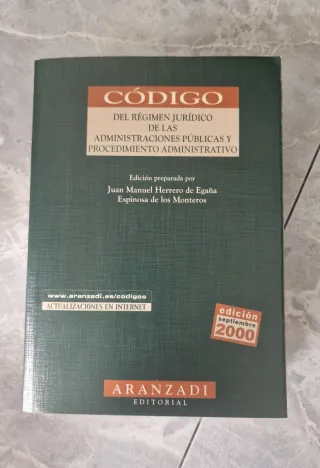 CÓDIGO
DEL RÉGIMEN JURÍDICO
DE LAS
ADMINISTRACIONES PÚBLICAS Y
PROCEDIMIENTO ADMINISTRATIVO
Edición preparada por
Juan Manuel Herrero de Egaña
Espinosa de los Monteros
www.aranzadi.es/codigos
ACTUALIZACIONES EN INTERNET
edición
septiembre
2000
ARANZADI
EDITORIAL